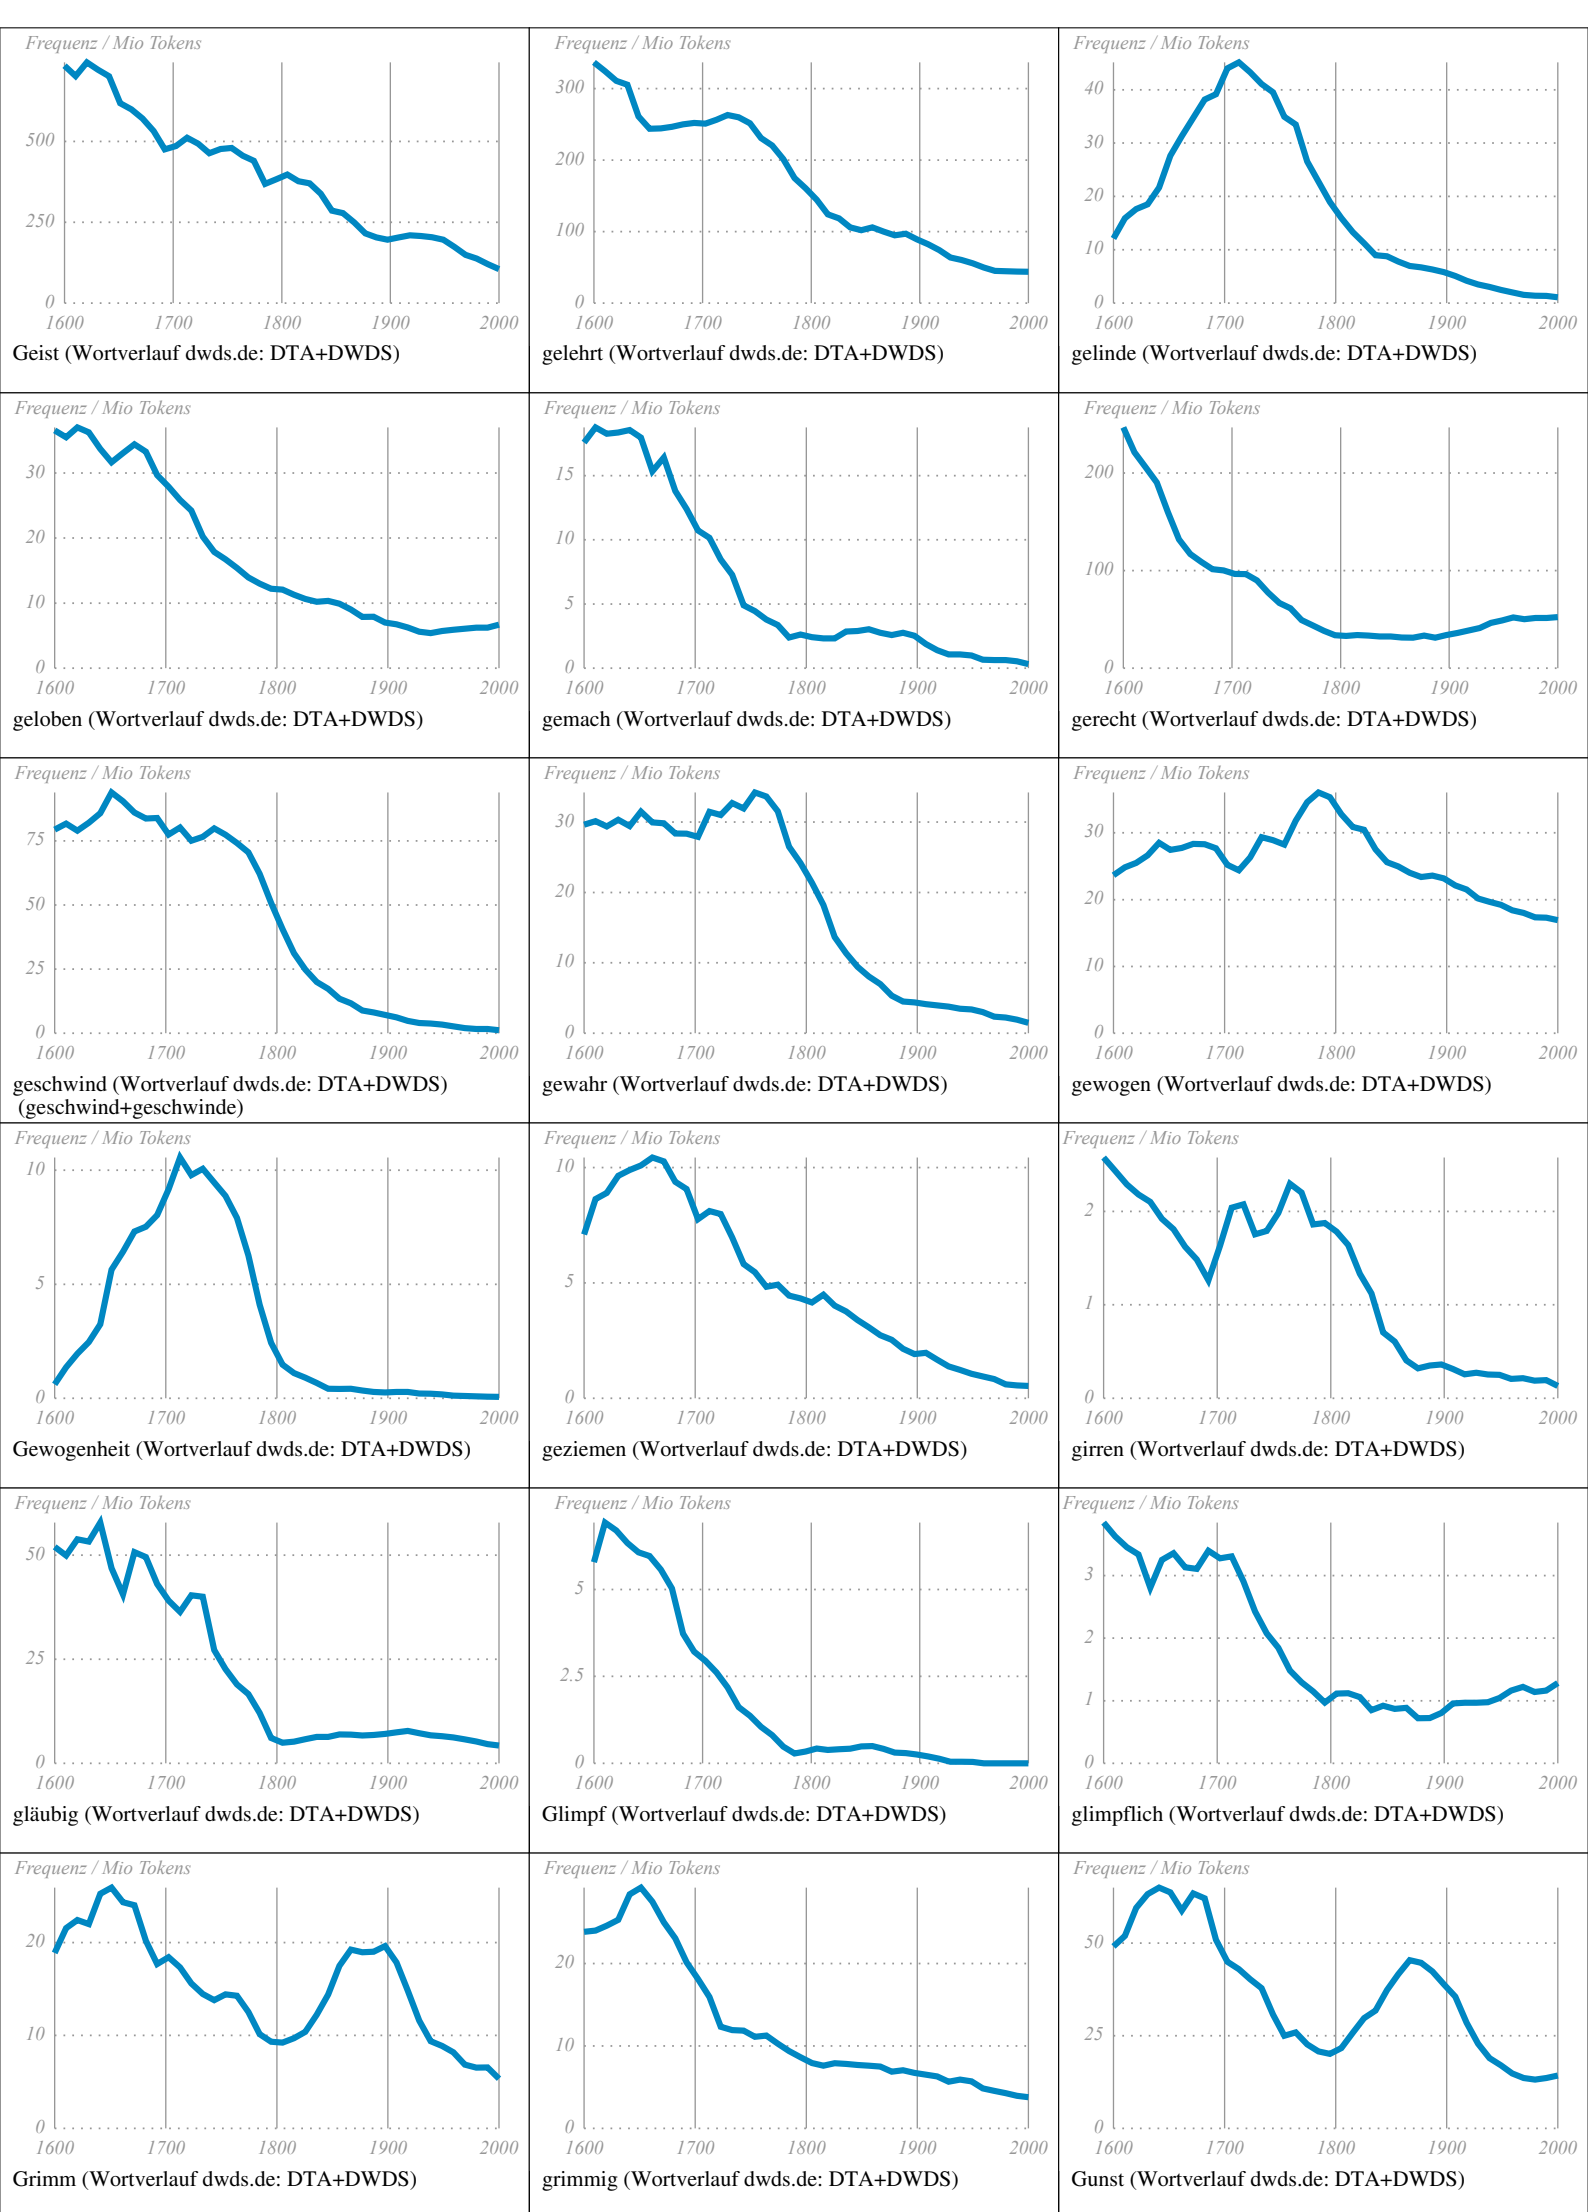 Frequenz / Mio Tokens
500
250
0
1600 1700 1800 1900 2000
Geist (Wortverlauf dwds.de: DTA+DWDS)
Frequenz / Mio Tokens
300
200
100
0
1600 1700 1800 1900 2000
gelehrt (Wortverlauf dwds.de: DTA+DWDS)
Frequenz / Mio Tokens
40
30
20
10
0
1600 1700 1800 1900 2000
gelinde (Wortverlauf dwds.de: DTA+DWDS)
Frequenz / Mio Tokens
30
20
10
0
1600 1700 1800 1900 2000
geloben (Wortverlauf dwds.de: DTA+DWDS)
Frequenz / Mio Tokens
15
10
5
0
1600 1700 1800 1900 2000
gemach (Wortverlauf dwds.de: DTA+DWDS)
Frequenz / Mio Tokens
200
100
0
1600 1700 1800 1900 2000
gerecht (Wortverlauf dwds.de: DTA+DWDS)
Frequenz / Mio Tokens
75
50
25
0
1600 1700 1800 1900 2000
geschwind (Wortverlauf dwds.de: DTA+DWDS)
(geschwind+geschwinde)
Frequenz / Mio Tokens
30
20
10
0
1600 1700 1800 1900 2000
gewahr (Wortverlauf dwds.de: DTA+DWDS)
Frequenz / Mio Tokens
30
20
10
0
1600 1700 1800 1900 2000
gewogen (Wortverlauf dwds.de: DTA+DWDS)
Frequenz / Mio Tokens
10
5
0
1600 1700 1800 1900 2000
Gewogenheit (Wortverlauf dwds.de: DTA+DWDS)
Frequenz / Mio Tokens
10
5
0
1600 1700 1800 1900 2000
geziemen (Wortverlauf dwds.de: DTA+DWDS)
Frequenz / Mio Tokens
2
1
0
1600 1700 1800 1900 2000
girren (Wortverlauf dwds.de: DTA+DWDS)
Frequenz / Mio Tokens
50
25
0
1600 1700 1800 1900 2000
gläubig (Wortverlauf dwds.de: DTA+DWDS)
Frequenz / Mio Tokens
5
2.5
0
1600 1700 1800 1900 2000
Glimpf (Wortverlauf dwds.de: DTA+DWDS)
Frequenz / Mio Tokens
3
2
1
0
1600 1700 1800 1900 2000
glimpflich (Wortverlauf dwds.de: DTA+DWDS)
Frequenz / Mio Tokens
20
10
0
1600 1700 1800 1900 2000
Grimm (Wortverlauf dwds.de: DTA+DWDS)
Frequenz / Mio Tokens
20
10
0
1600 1700 1800 1900 2000
grimmig (Wortverlauf dwds.de: DTA+DWDS)
Frequenz / Mio Tokens
50
25
0
1600 1700 1800 1900 2000
Gunst (Wortverlauf dwds.de: DTA+DWDS)